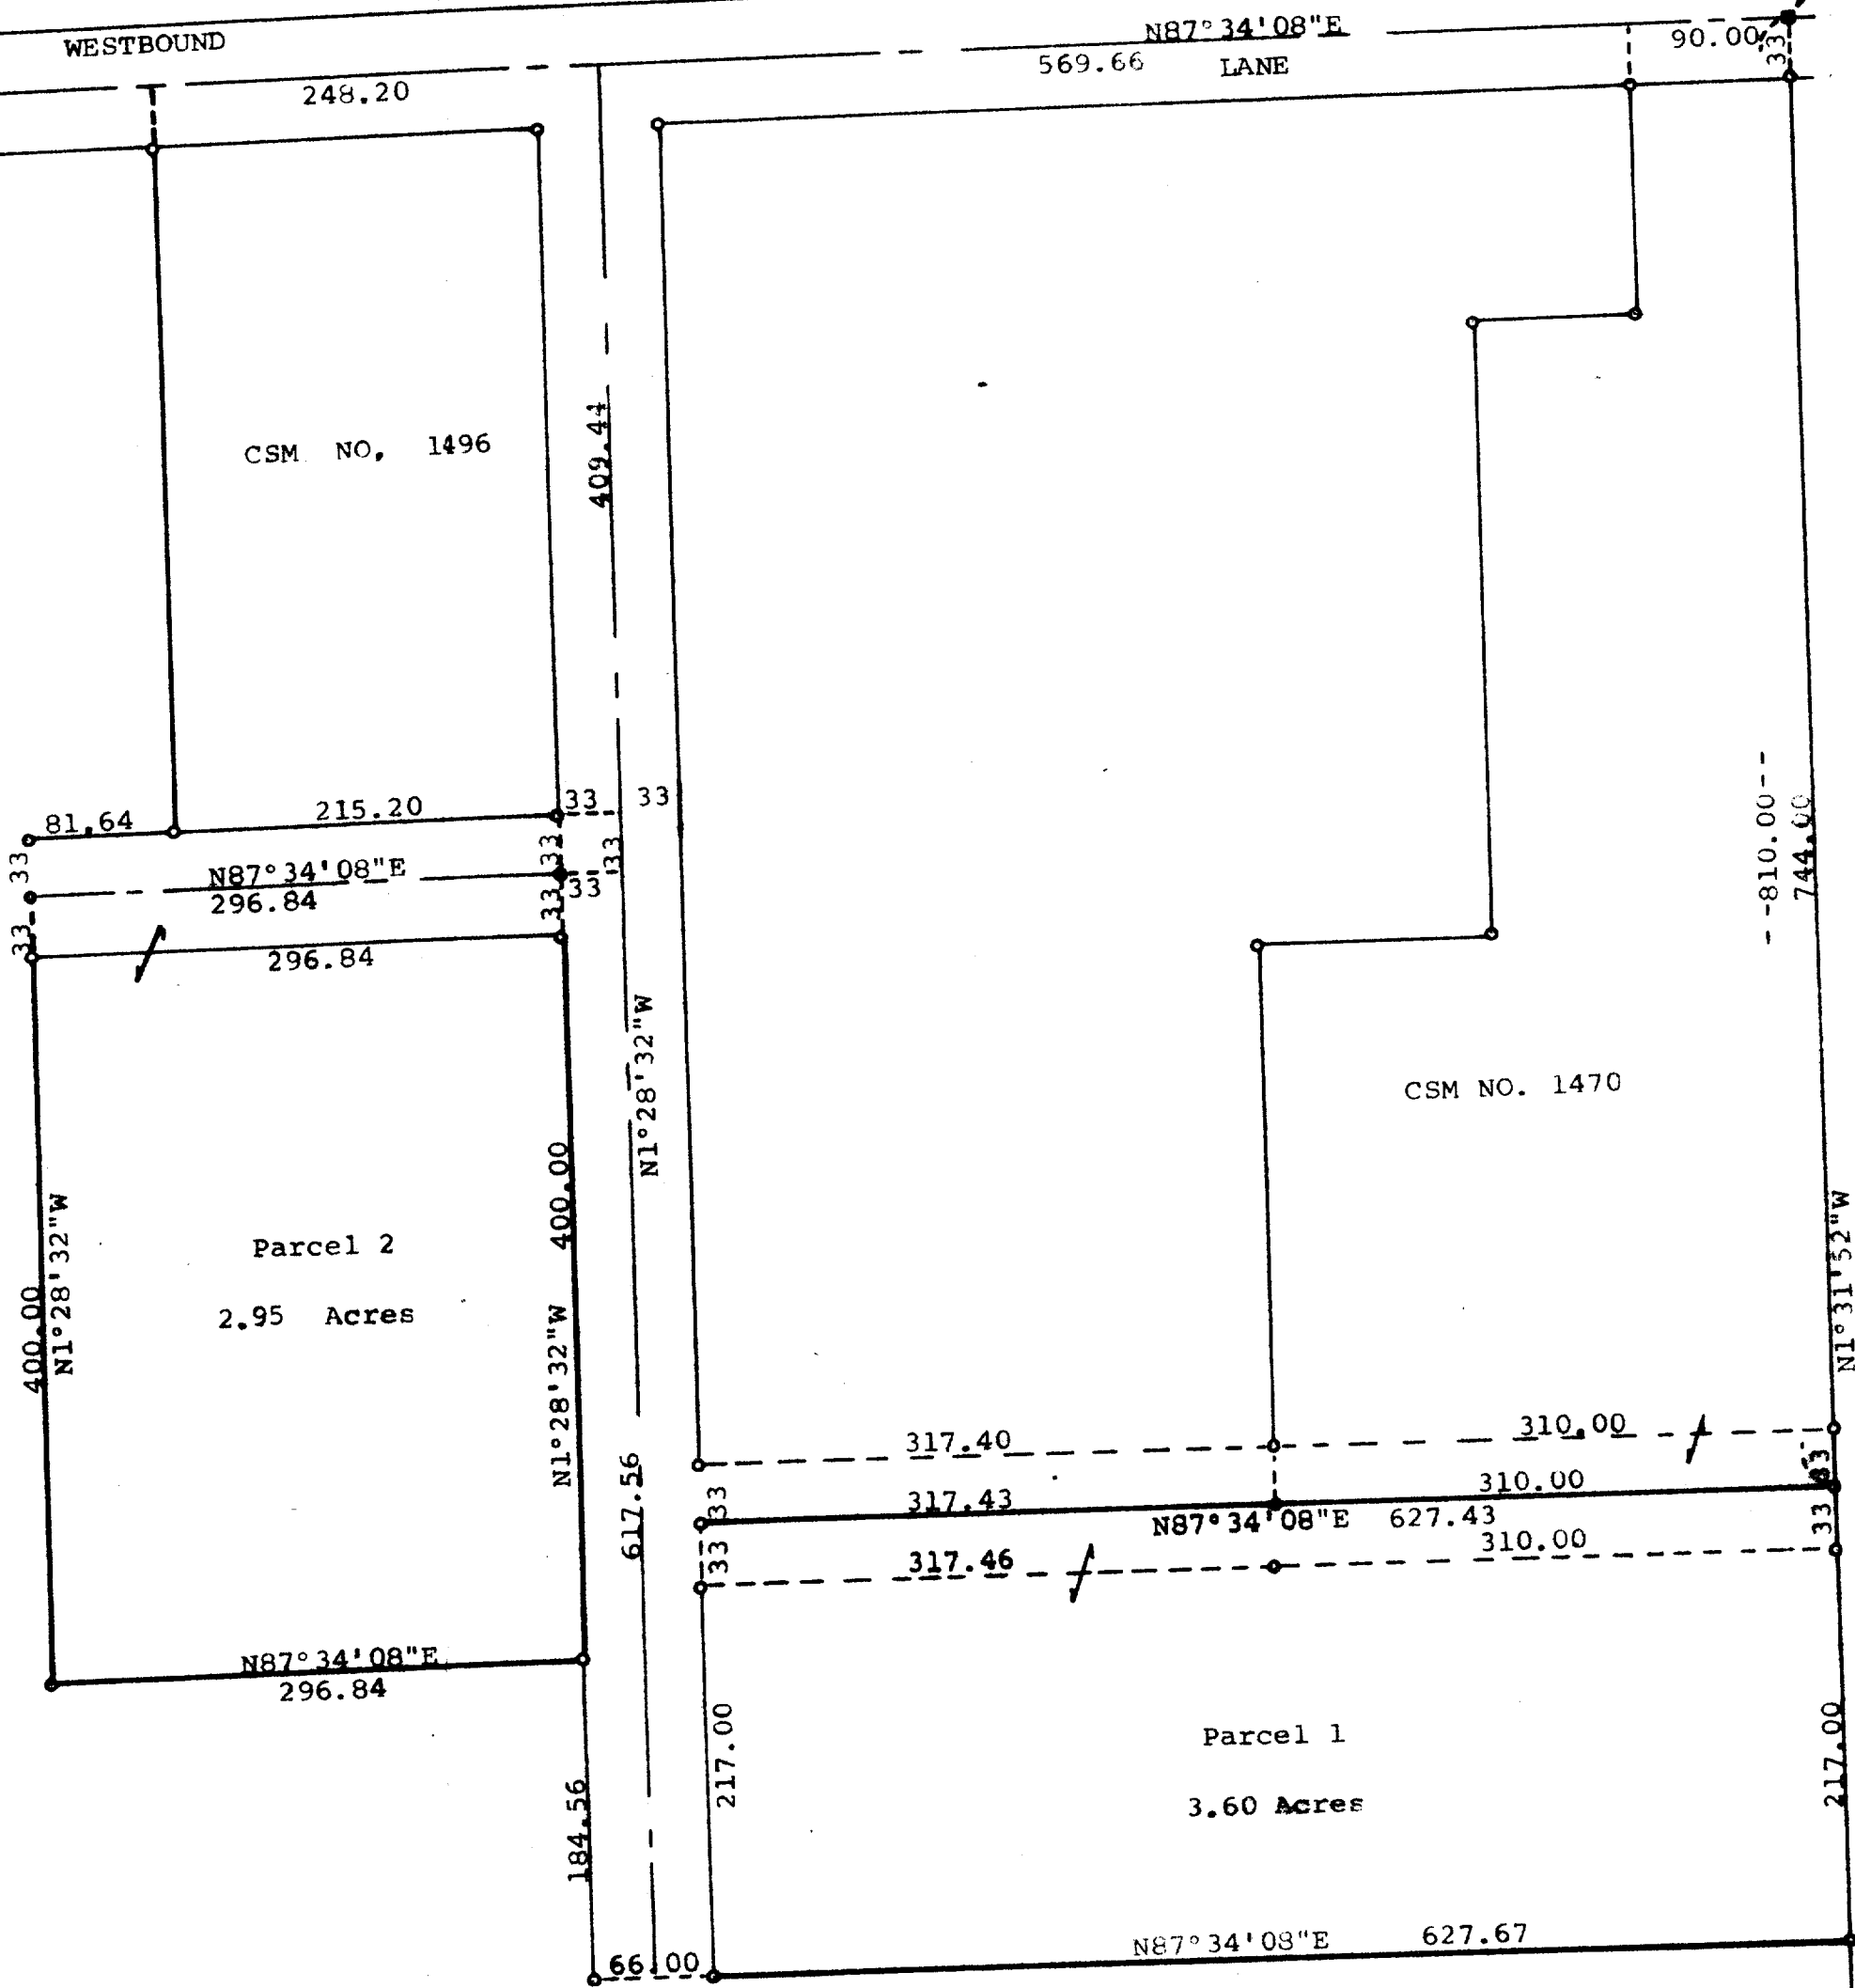 WESTBOUND
N87°34'08"E
90.00
33
569.66 LANE
248.20
CSM NO. 1496
409.44
81.64
215.20
33
33
33
33
33
N87°34'08"E
33
296.84
33
33
296.84
--810.00--
744.00
N1°28'32"W
CSM NO. 1470
400.00
N1°28'32"W
Parcel 2
2.95 Acres
400.00
N1°28'32"W
N1°31'52"W
317.40
310.00
33
617.56
33
317.43
310.00
N87°34'08"E 627.43
33
33
317.46
310.00
N87°34'08"E
296.84
217.00
Parcel 1
3.60 Acres
217.00
184.56
66.00
N87°34'08"E 627.67